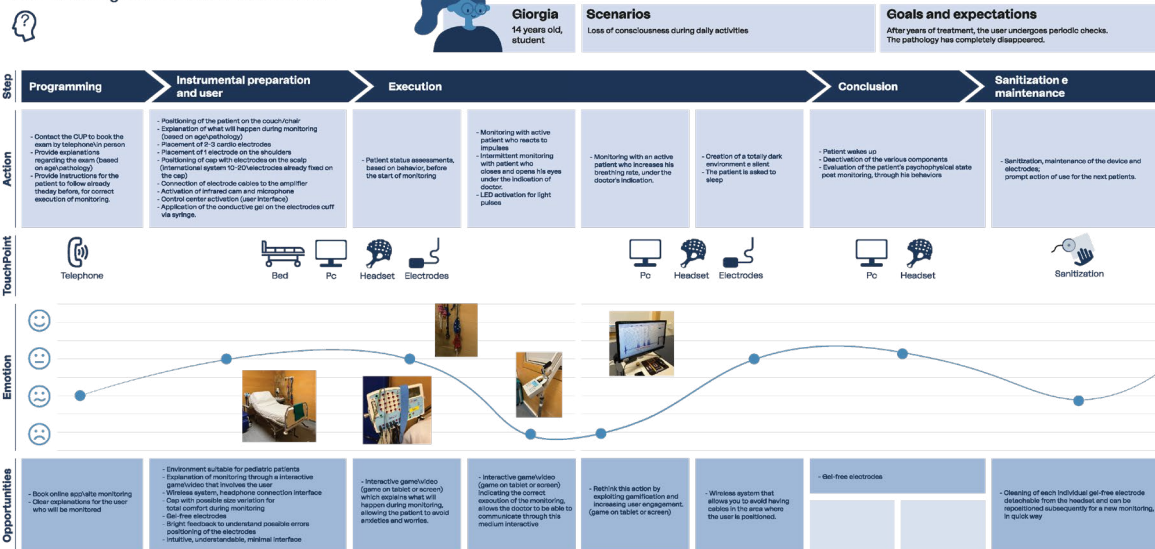 Giorgia
14 years old,
student
Scenarios
Loss of consciousness during daily activities
Goals and expectations
After years of treatment, the user undergoes periodic checks.
The pathology has completely disappeared.
Step
Programming
Instrumental preparation
and user
Execution
Conclusion
Sanitization e
maintenance
Action
- Contact the CUP to book the
exam by telephone\in person
- Provide explanations
regarding the exam (based
on age\pathology)
- Provide instructions for the
patient to follow already
theday before, for correct
execution of monitoring.
- Positioning of the patient on the couch/chair
- Explanation of what will happen during monitoring
(based on age\pathology)
- Placement of 2-3 cardio electrodes
- Placement of 1 electrode on the shoulders
- Positioning of cap with electrodes on the scalp
(international system 10-20\electrodes already fixed on
the cap)
- Connection of electrode cables to the amplifier
- Activation of infrared cam and microphone
- Control center activation (user interface)
- Application of the conductive gel on the electrodes cuff
via syringe.
- Patient status assessments,
based on behavior, before
the start of monitoring
- Monitoring with active
patient who reacts to
impulses
- Intermittent monitoring
with patient who
closes and opens his eyes
under the indication of
doctor.
- LED activation for light
pulses
- Monitoring with an active
patient who increases his
breathing rate, under the
doctor's indication.
- Creation of a totally dark
environment e silent
- The patient is asked to
sleep
- Patient wakes up
- Deactivation of the various components
- Evaluation of the patient's psychophysical state
post monitoring, through his behaviors
- Sanitization, maintenance of the device and
electrodes;
prompt action of use for the next patients.
TouchPoint
Telephone
Bed
Pc
Headset
Electrodes
Pc
Headset
Electrodes
Pc
Headset
Sanitization
Emotion
Opportunities
- Book online app\site monitoring
- Clear explanations for the user
who will be monitored
- Environment suitable for pediatric patients
- Explanation of monitoring through a interactive
game\video that involves the user
- Wireless system, headphone connection interface
- Cap with possible size variation for
total comfort during monitoring
- Gel-free electrodes
- Bright feedback to understand possible errors
positioning of the electrodes
- Intuitive, understandable, minimal interface
- Interactive game\video
(game on tablet or screen)
which explains what will
happen during monitoring,
allowing the patient to avoid
anxieties and worries.
- Interactive game\video
(game on tablet or screen)
indicating the correct
execution of the monitoring,
allows the doctor to be able to
communicate through this
medium interactive
- Rethink this action by
exploiting gamification and
increasing user engagement.
(game on tablet or screen)
- Wireless system that
allows you to avoid having
cables in the area where
the user is positioned.
- Gel-free electrodes
- Cleaning of each individual gel-free electrode
detachable from the headset and can be
repositioned subsequently for a new monitoring,
in quick way